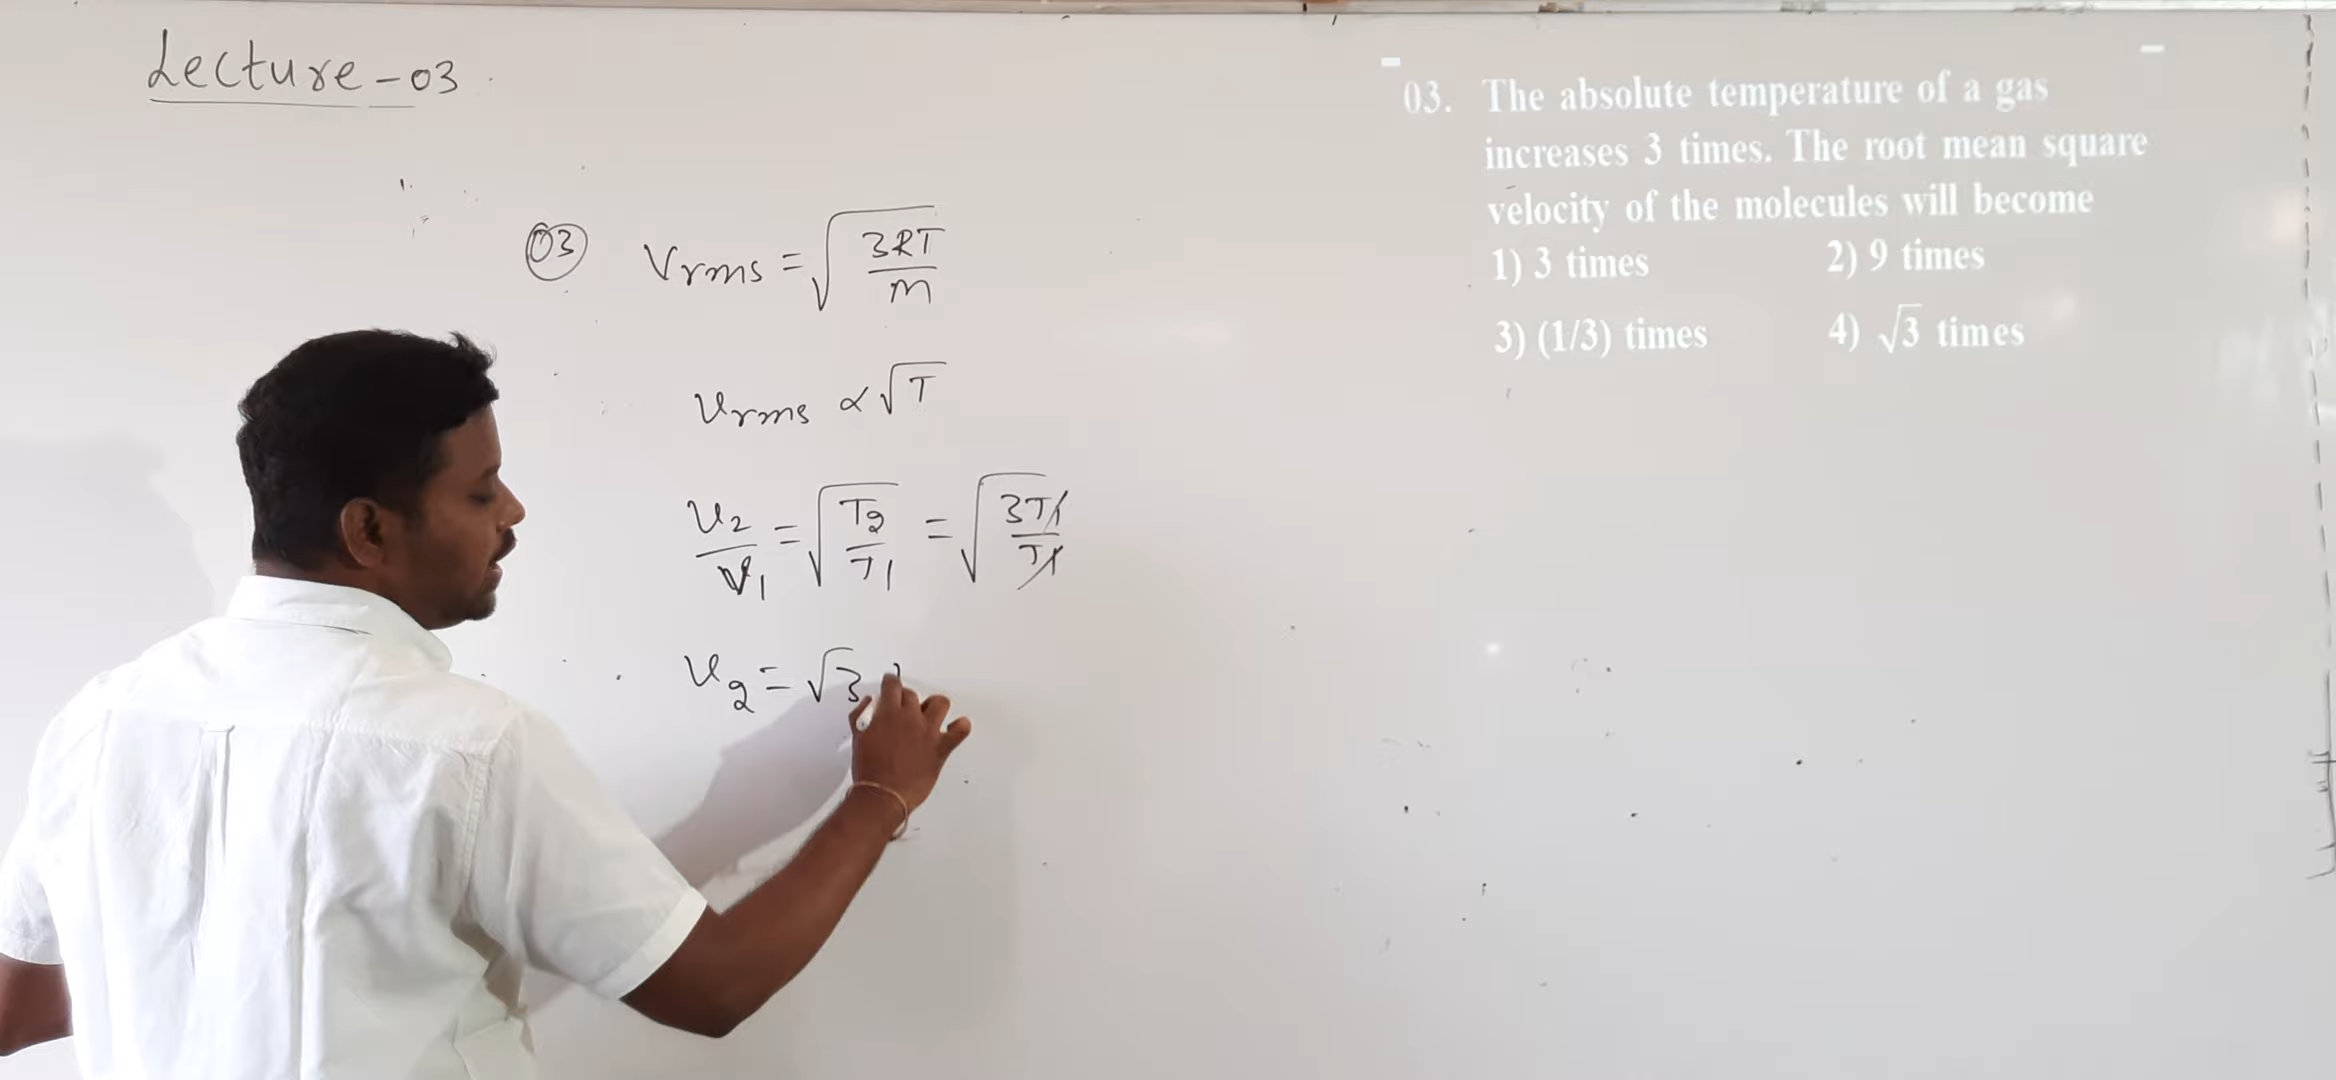 Lecture-03
03 Vrms = √3RT/m
Vrms ∝ √T
V2/V1 = √T2/T1 = √3T1/T1
V2 = √3
03. The absolute temperature of a gas
increases 3 times. The root mean square
velocity of the molecules will become
1) 3 times 2) 9 times
3) (1/3) times 4) √3 times